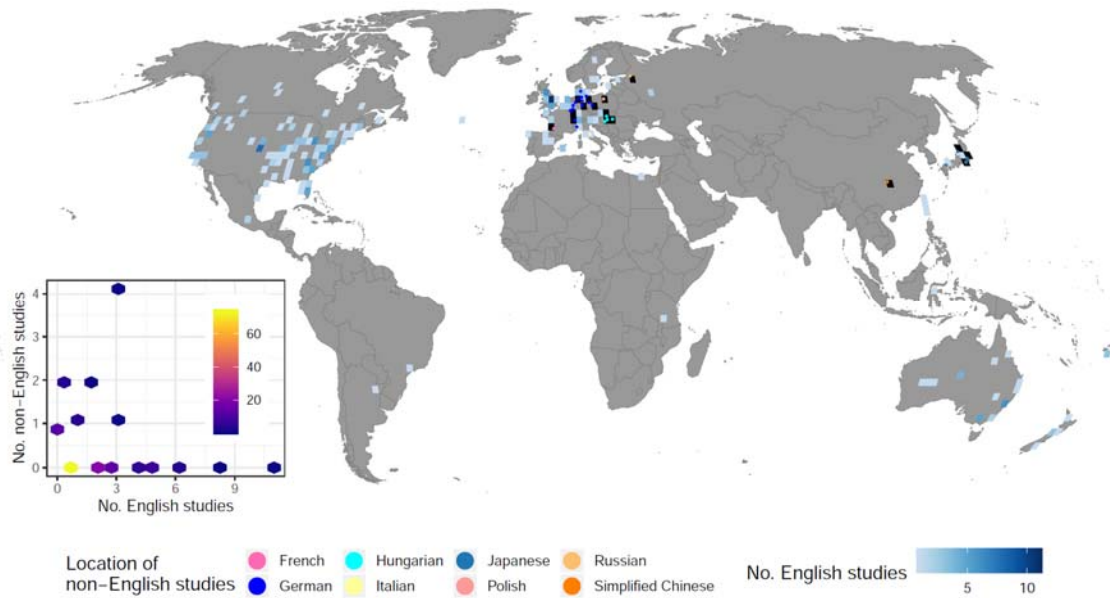 4
3
2
1
0
No. non−English studies
60
40
20
0 3 6 9
No. English studies
Location of
non−English studies
French Hungarian Japanese Russian
German Italian Polish Simplified Chinese
No. English studies
5 10